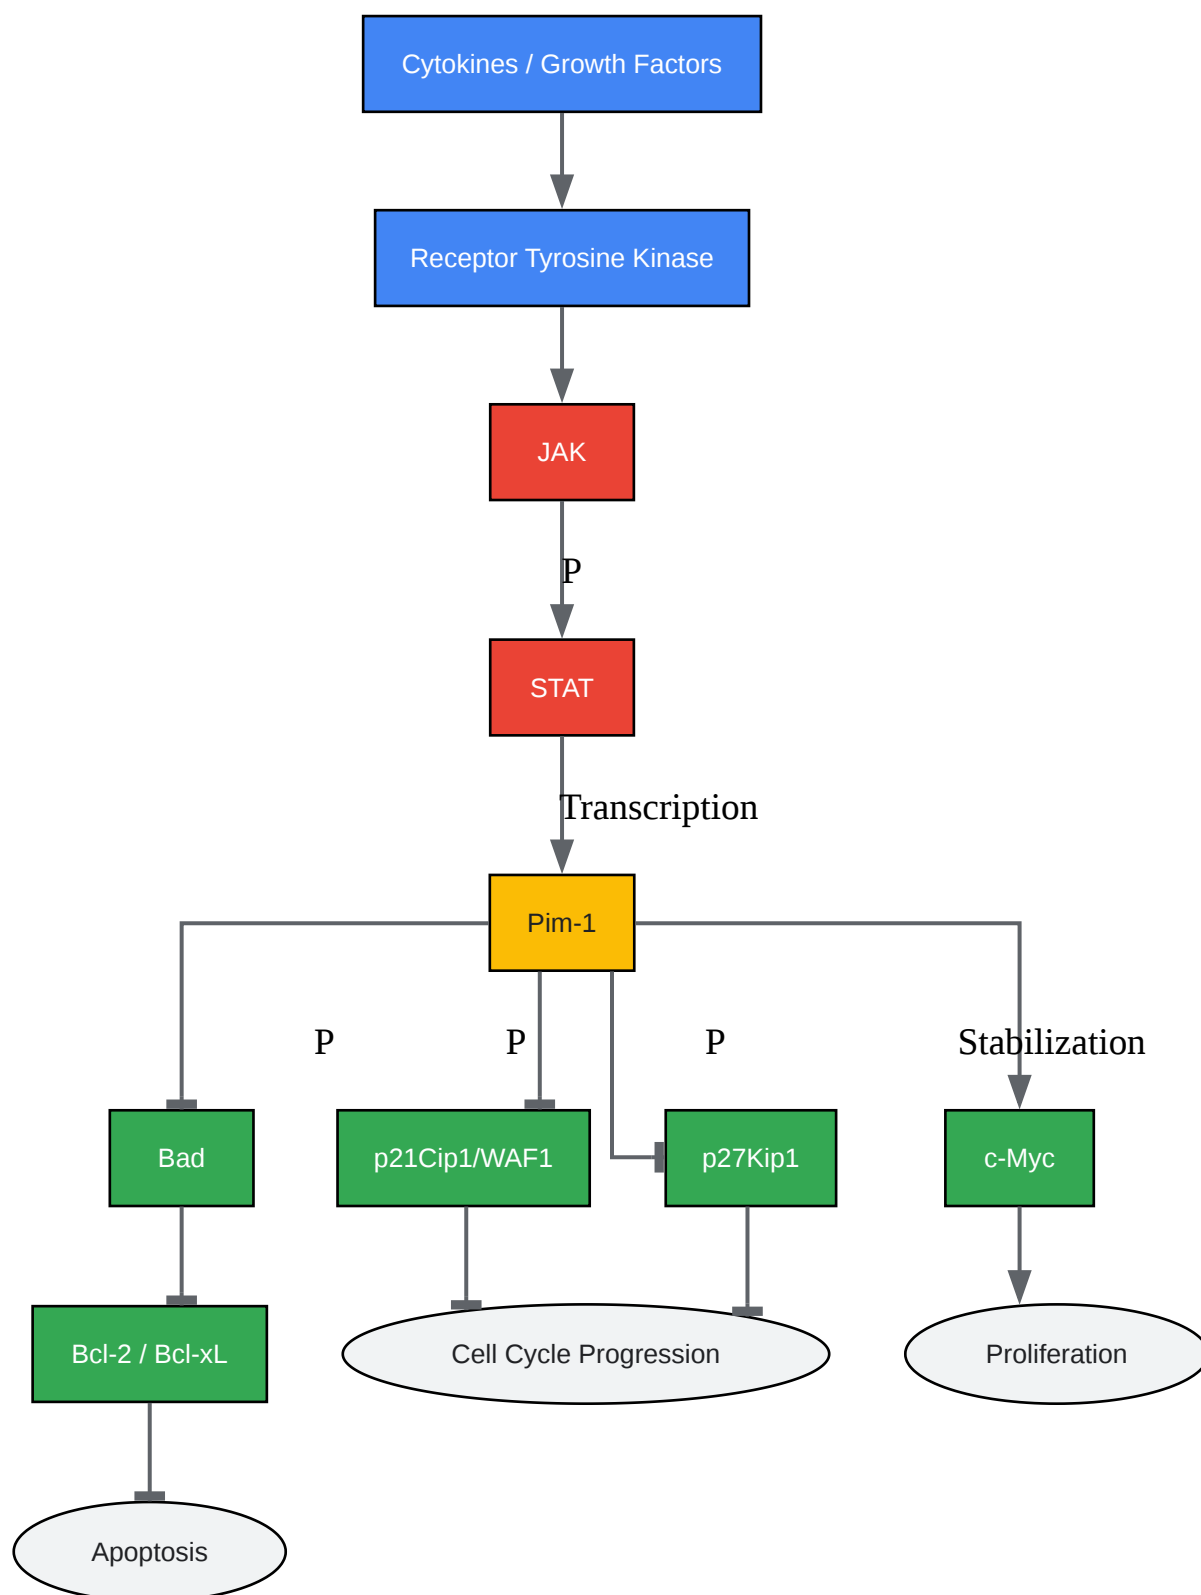 Cytokines / Growth Factors
Receptor Tyrosine Kinase
JAK
P
STAT
Transcription
Pim-1
P
P
P
Stabilization
Bad
p21Cip1/WAF1
p27Kip1
c-Myc
Bcl-2 / Bcl-xL
Cell Cycle Progression
Proliferation
Apoptosis